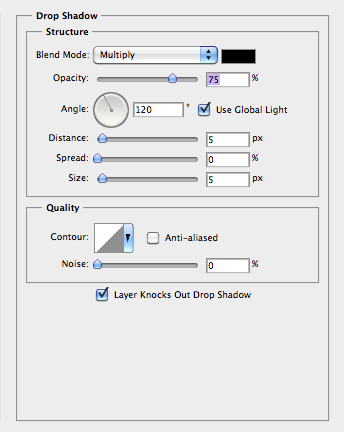 Drop Shadow
Structure
Blend Mode: Multiply
Opacity: 75 %
Angle: 120 ° Use Global Light
Distance: 5 px
Spread: 0 %
Size: 5 px
Quality
Contour: Anti-aliased
Noise: 0 %
Layer Knocks Out Drop Shadow